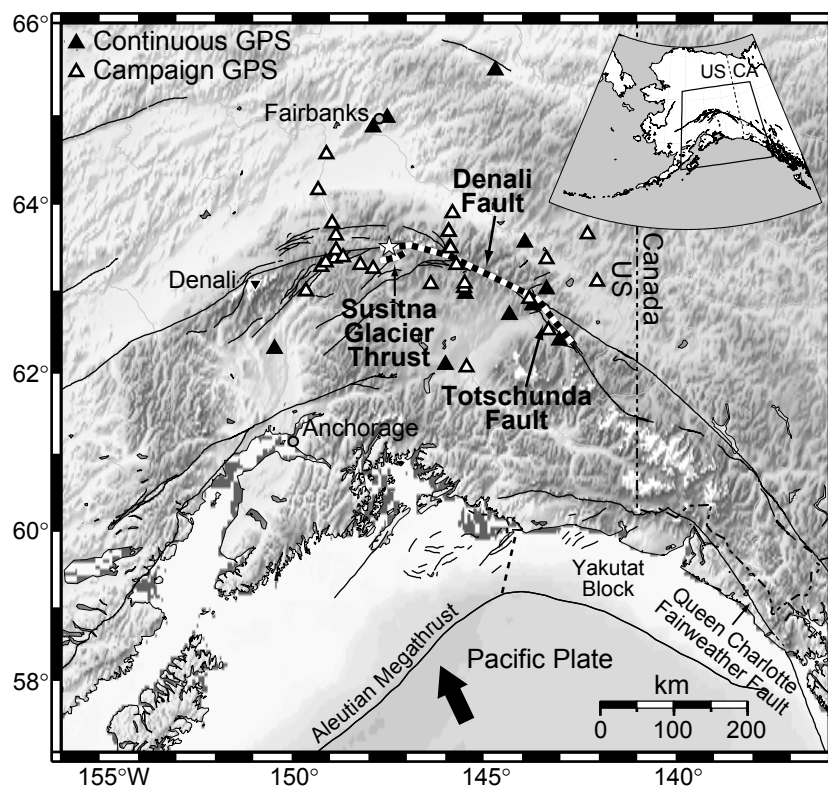 66°
Continuous GPS
Campaign GPS
US CA
Fairbanks
64°
Denali
Fault
Canada
US
Denali
Susitna
Glacier
Thrust
62°
Totschunda
Fault
Anchorage
60°
Yakutat
Block
Queen Charlotte
Fairweather Fault
Aleutian Megathrust
Pacific Plate
58°
km
0 50 100 150 200
155°W
150°
145°
140°